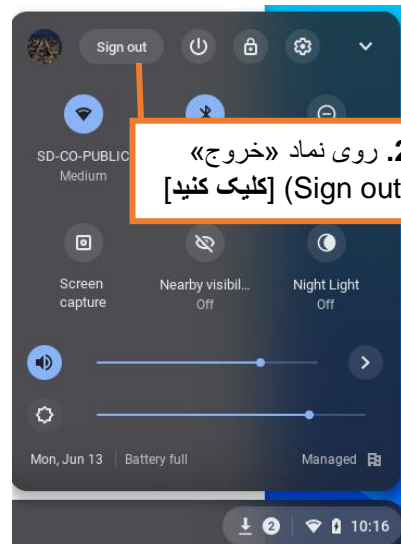 Sign out
SD-CO-PUBLIC
Medium
2. روی نماد «خروج»
Sign out) [کلیک کنید]
Screen capture
Nearby visibil...
Off
Night Light
Off
Mon, Jun 13 | Battery full
Managed
2
10:16